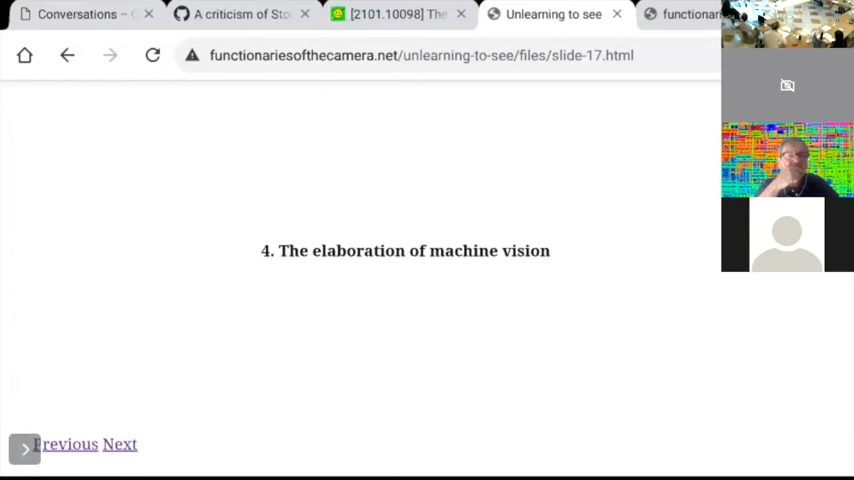 Conversations –
A criticism of Sto
[2101.10098] The
Unlearning to see
functionar
functionariesofthecamera.net/unlearning-to-see/files/slide-17.html
4. The elaboration of machine vision
Previous Next